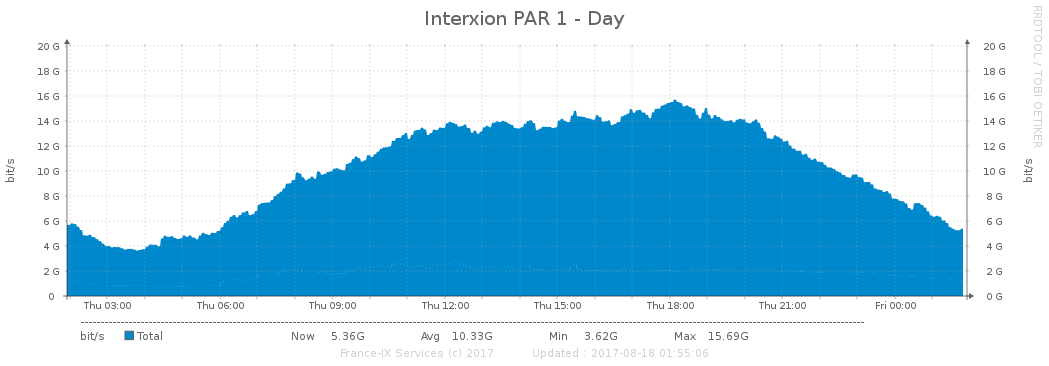 Interxion PAR 1 - Day
RRDTOOL / TOBI OETIKER
bit/s
20 G 20 G
18 G 18 G
16 G 16 G
14 G 14 G
12 G 12 G
10 G 10 G
8 G 8 G
6 G 6 G
4 G 4 G
2 G 2 G
0 0 G
bit/s
Thu 03:00 Thu 06:00 Thu 09:00 Thu 12:00 Thu 15:00 Thu 18:00 Thu 21:00 Fri 00:00
bit/s Total Now 5.36G Avg 10.33G Min 3.62G Max 15.69G
France-IX Services (c) 2017 Updated : 2017-08-18 01:55:06